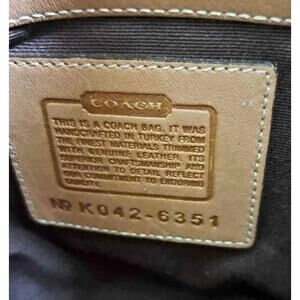 COACH
THIS IS A COACH BAG. IT WAS
HANDCRAFTED IN TURKEY FROM
THE FINEST MATERIALS TRIMMED
WITH GENUINE LEATHER. ITS
SUPERIOR CRAFTSMANSHIP AND
ATTENTION TO DETAIL REFLECT
OUR COMMITMENT TO ENDURING
QUALITY.
Nº K042-6351